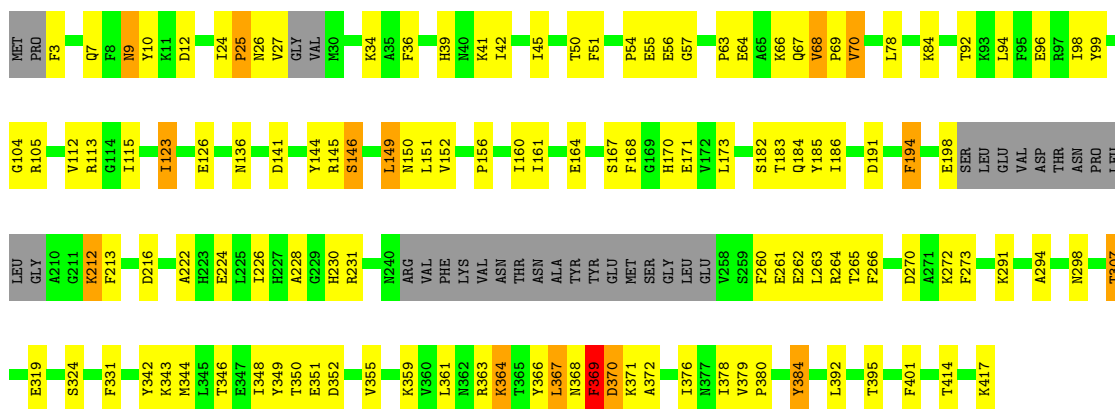 MET PRO F3 Q7 F8 N9 Y10 K11 D12 I24 P25 N26 V27 GLY VAL M30 K34 A35 F36 H39 N40 K41 I42 I45 T50 F51 P54 E55 E56 G57 P63 E64 A65 K66 Q67 V68 P69 V70 L78 K84 T92 K93 L94 F95 E96 R97 I98 Y99
G104 R105 V112 R113 G114 I115 I123 E126 N136 D141 Y144 R145 S146 L149 N150 L151 V152 P156 I160 I161 E164 S167 F168 G169 H170 E171 V172 L173 S182 T183 Q184 Y185 I186 D191 F194 E198 SER LEU GLU VAL ASP THR ASN PRO LEU
LEU GLY A210 G211 K212 F213 D216 A222 H223 E224 L225 I226 H227 A228 G229 H230 R231 N240 ARG VAL PHE LYS VAL ASN THR ASN ALA TYR TYR GLU MET SER GLY LEU GLU V258 S259 F260 E261 E262 L263 R264 T265 F266 D270 A271 K272 F273 K291 A294 N298 T307
E319 S324 F331 Y342 K343 M344 L345 T346 E347 I348 Y349 T350 E351 D352 V355 K359 V360 L361 N362 R363 K364 T365 Y366 L367 N368 F369 D370 K371 A372 I376 N377 I378 V379 P380 Y384 L392 T395 F401 T414 K417